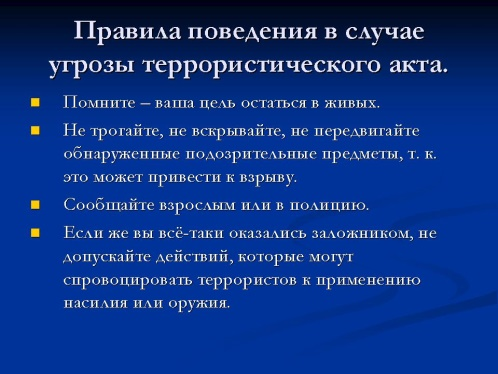 Правила поведения в случае
угрозы террористического акта.
Помните – ваша цель остаться в живых.
Не трогайте, не вскрывайте, не передвигайте
обнаруженные подозрительные предметы, т. к.
это может привести к взрыву.
Сообщайте взрослым или в полицию.
Если же вы всё-таки оказались заложником, не
допускайте действий, которые могут
спровоцировать террористов к применению
насилия или оружия.